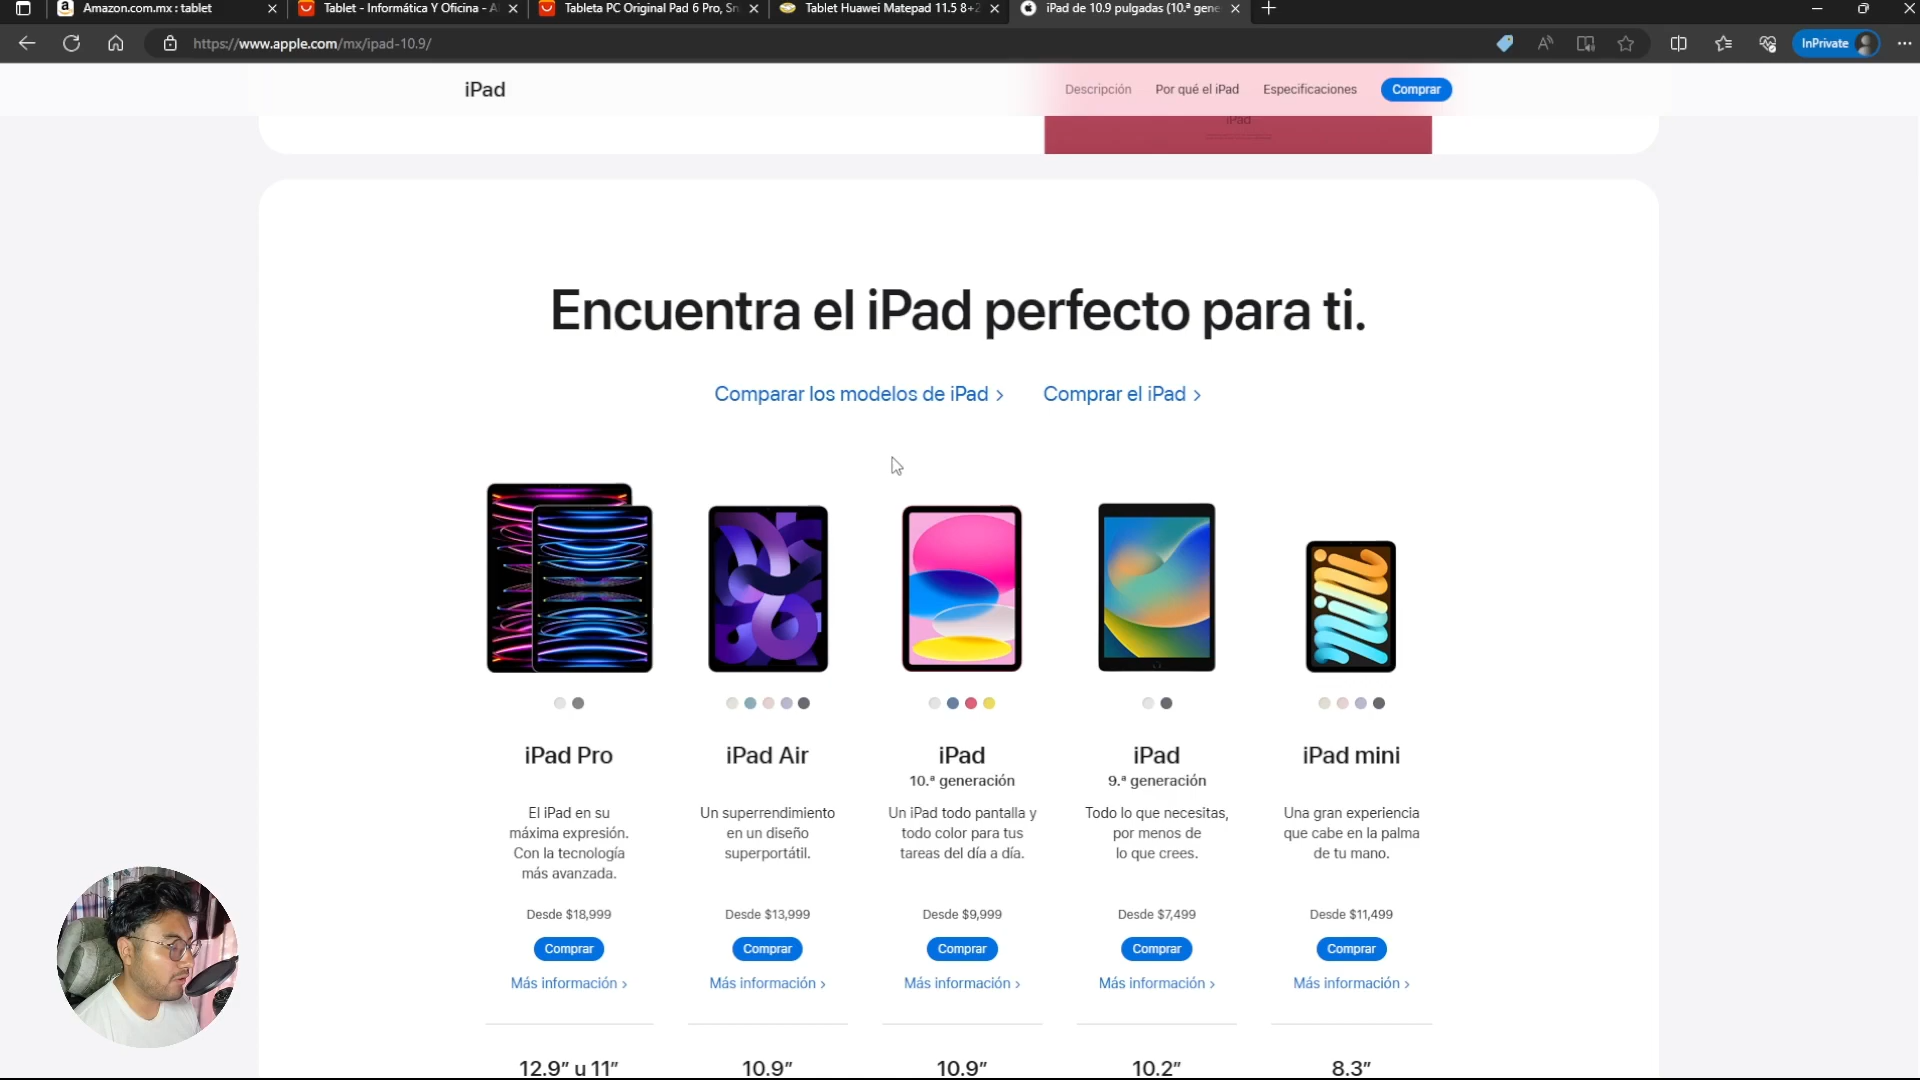 Amazon.com.mx : tablet
Tablet - Informática Y Oficina - A
Tableta PC Original Pad 6 Pro, Sn
Tablet Huawei Matepad 11.5 8+2
iPad de 10.9 pulgadas (10.ª gene
https://www.apple.com/mx/ipad-10.9/
InPrivate
iPad
Descripción
Por qué el iPad
Especificaciones
Comprar
iPad
Encuentra el iPad perfecto para ti.
Comparar los modelos de iPad >
Comprar el iPad >
iPad Pro
El iPad en su
máxima expresión.
Con la tecnología
más avanzada.
Desde $18,999
Comprar
Más información >
12.9” u 11”
iPad Air
Un superrendimiento
en un diseño
superportátil.
Desde $13,999
Comprar
Más información >
10.9”
iPad
10.ª generación
Un iPad todo pantalla y
todo color para tus
tareas del día a día.
Desde $9,999
Comprar
Más información >
10.9”
iPad
9.ª generación
Todo lo que necesitas,
por menos de
lo que crees.
Desde $7,499
Comprar
Más información >
10.2”
iPad mini
Una gran experiencia
que cabe en la palma
de tu mano.
Desde $11,499
Comprar
Más información >
8.3”